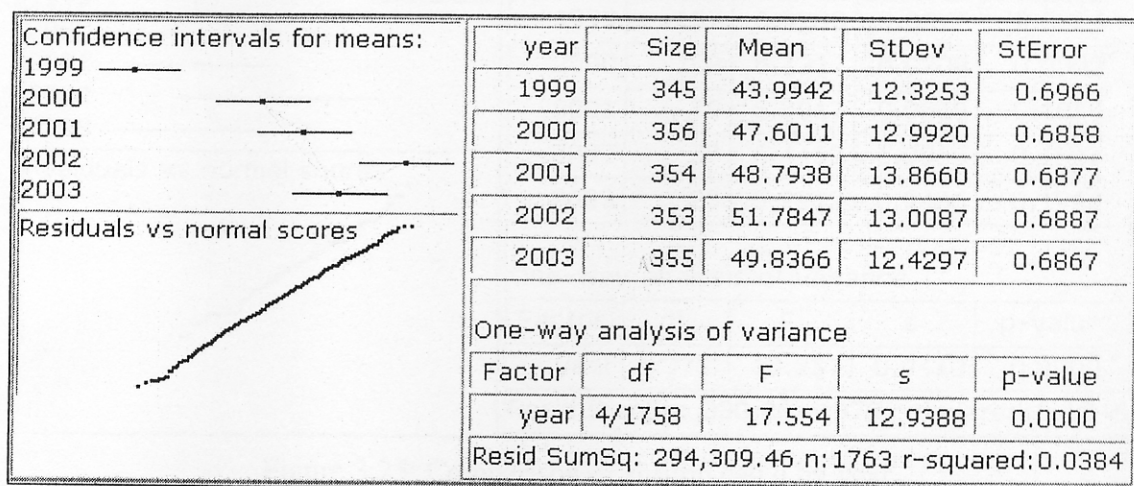 Confidence intervals for means:
1999
2000
2001
2002
2003
Residuals vs normal scores
year Size Mean StDev StError
1999 345 43.9942 12.3253 0.6966
2000 356 47.6011 12.9920 0.6858
2001 354 48.7938 13.8660 0.6877
2002 353 51.7847 13.0087 0.6887
2003 355 49.8366 12.4297 0.6867
One-way analysis of variance
Factor df F s p-value
year 4/1758 17.554 12.9388 0.0000
Resid SumSq: 294,309.46 n:1763 r-squared:0.0384